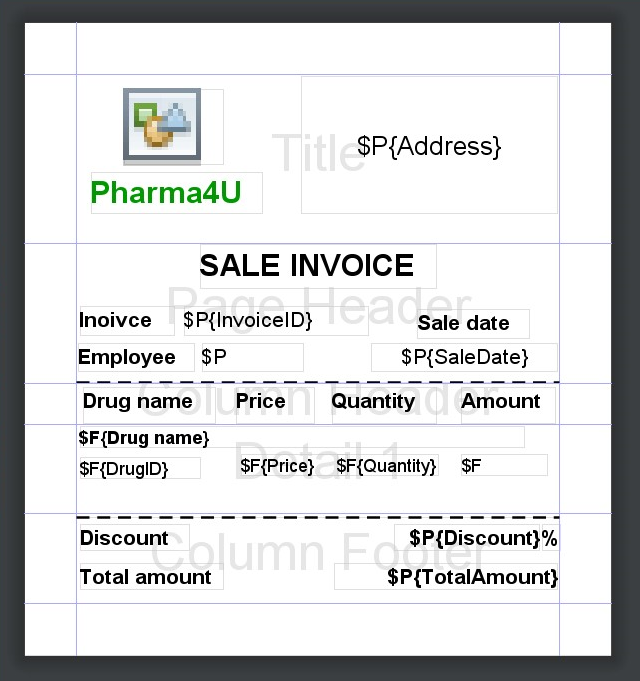 Title
$P{Address}
Pharma4U
SALE INVOICE
Page Header
Inoivce $P{InvoiceID} Sale date
Employee $P $P{SaleDate}
Column Header
Drug name Price Quantity Amount
$F{Drug name}
Detail 1
$F{DrugID} $F{Price} $F{Quantity} $F
Discount $P{Discount}%
Column Footer
Total amount $P{TotalAmount}